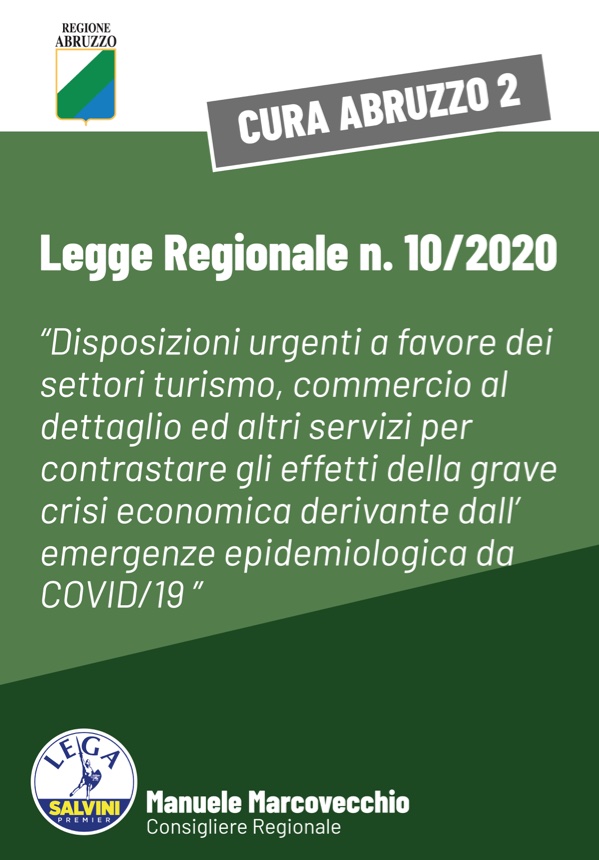 REGIONE
ABRUZZO
CURA ABRUZZO 2
Legge Regionale n. 10/2020
“Disposizioni urgenti a favore dei
settori turismo, commercio al
dettaglio ed altri servizi per
contrastare gli effetti della grave
crisi economica derivante dall’
emergenze epidemiologica da
COVID/19 ”
LEGA
SALVINI
PREMIER
Manuele Marcovecchio
Consigliere Regionale